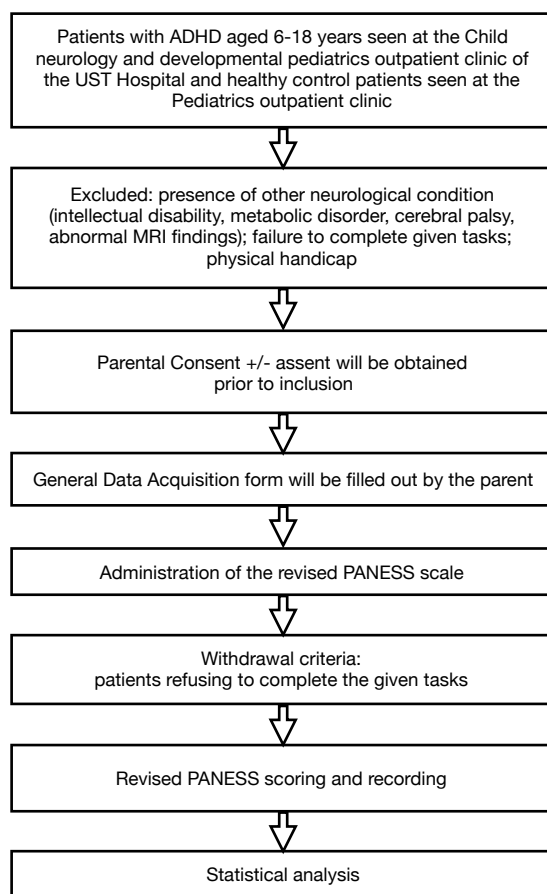 Patients with ADHD aged 6-18 years seen at the Child
neurology and developmental pediatrics outpatient clinic of
the UST Hospital and healthy control patients seen at the
Pediatrics outpatient clinic
Excluded: presence of other neurological condition
(intellectual disability, metabolic disorder, cerebral palsy,
abnormal MRI findings); failure to complete given tasks;
physical handicap
Parental Consent +/- assent will be obtained
prior to inclusion
General Data Acquisition form will be filled out by the parent
Administration of the revised PANESS scale
Withdrawal criteria:
patients refusing to complete the given tasks
Revised PANESS scoring and recording
Statistical analysis